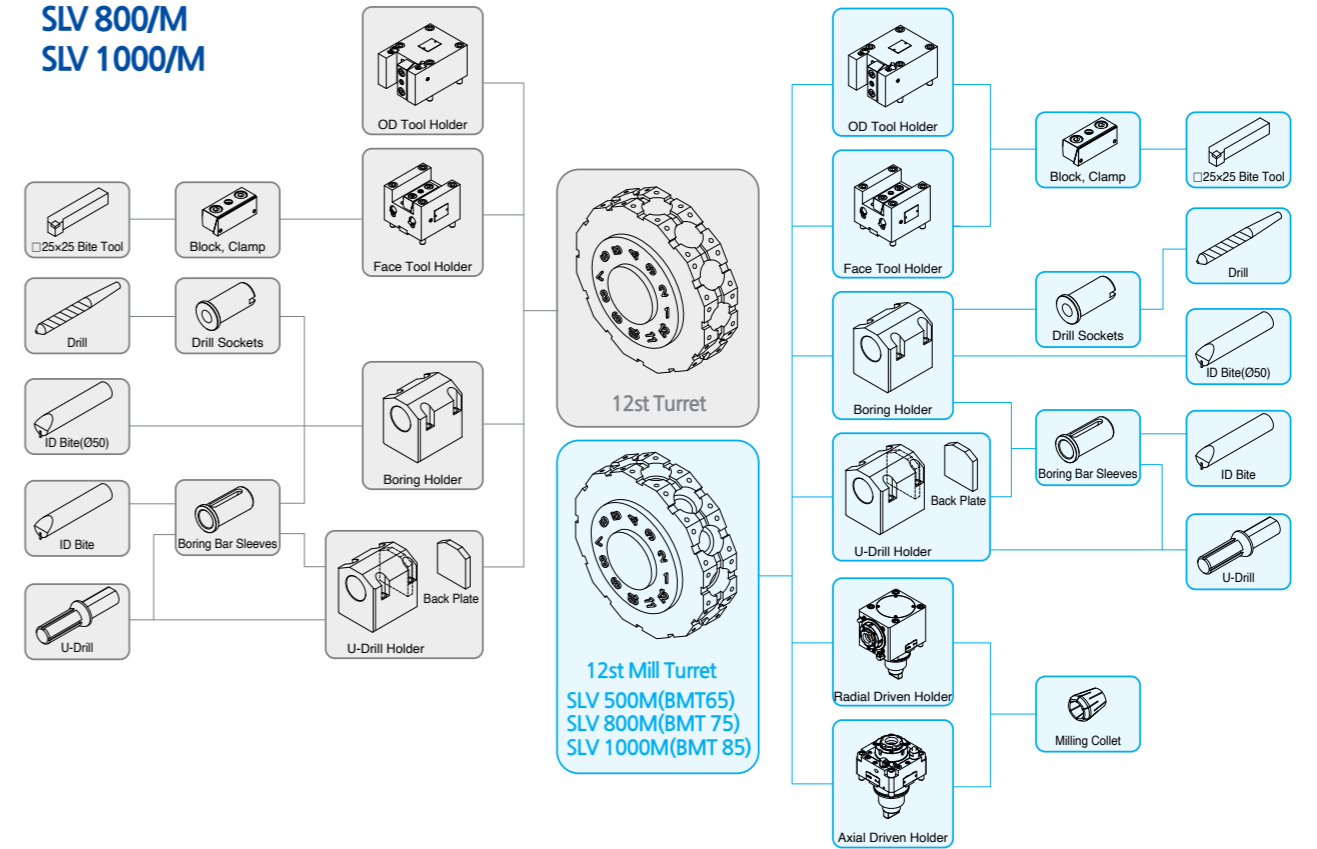 SLV 800/M
SLV 1000/M
OD Tool Holder
Face Tool Holder
□25x25 Bite Tool
Block, Clamp
Drill
Drill Sockets
ID Bite(Ø50)
Boring Holder
ID Bite
Boring Bar Sleeves
U-Drill
Back Plate
U-Drill Holder
12st Turret
12st Mill Turret
SLV 500M(BMT65)
SLV 800M(BMT 75)
SLV 1000M(BMT 85)
OD Tool Holder
Face Tool Holder
Block, Clamp
□25x25 Bite Tool
Drill
Drill Sockets
ID Bite(Ø50)
Boring Holder
Boring Bar Sleeves
ID Bite
Back Plate
U-Drill Holder
U-Drill
Radial Driven Holder
Milling Collet
Axial Driven Holder